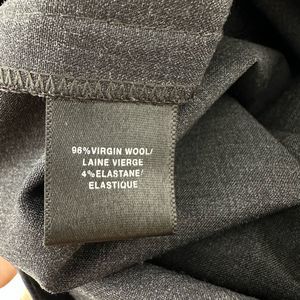 96%VIRGIN WOOL/
LAINE VIERGE
4%ELASTANE/
ELASTIQUE